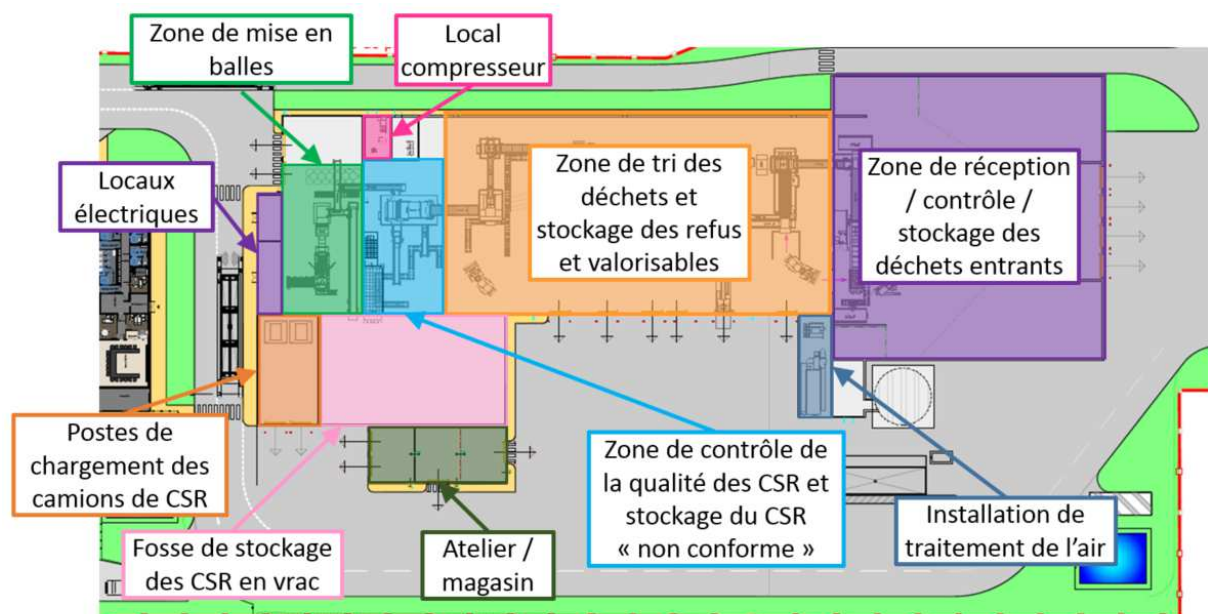 Zone de mise en
balles
Local
compresseur
Locaux
électriques
Zone de tri des
déchets et
stockage des refus
et valorisables
Zone de réception
/ contrôle /
stockage des
déchets entrants
Postes de
chargement des
camions de CSR
Fosse de stockage
des CSR en vrac
Atelier /
magasin
Zone de contrôle de
la qualité des CSR et
stockage du CSR
« non conforme »
Installation de
traitement de l’air